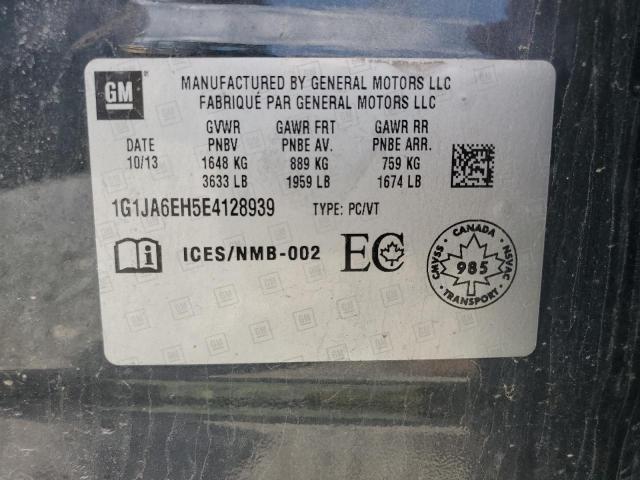 GM
MANUFACTURED BY GENERAL MOTORS LLC
FABRIQUÉ PAR GENERAL MOTORS LLC
GVWR GAWR FRT GAWR RR
DATE PNBV PNBE AV. PNBE ARR.
10/13 1648 KG 889 KG 759 KG
3633 LB 1959 LB 1674 LB
1G1JA6EH5E4128939 TYPE: PC/VT
i ICES/NMB-002 EC
CANADA
CMVSS 985 NSVAC
TRANSPORT